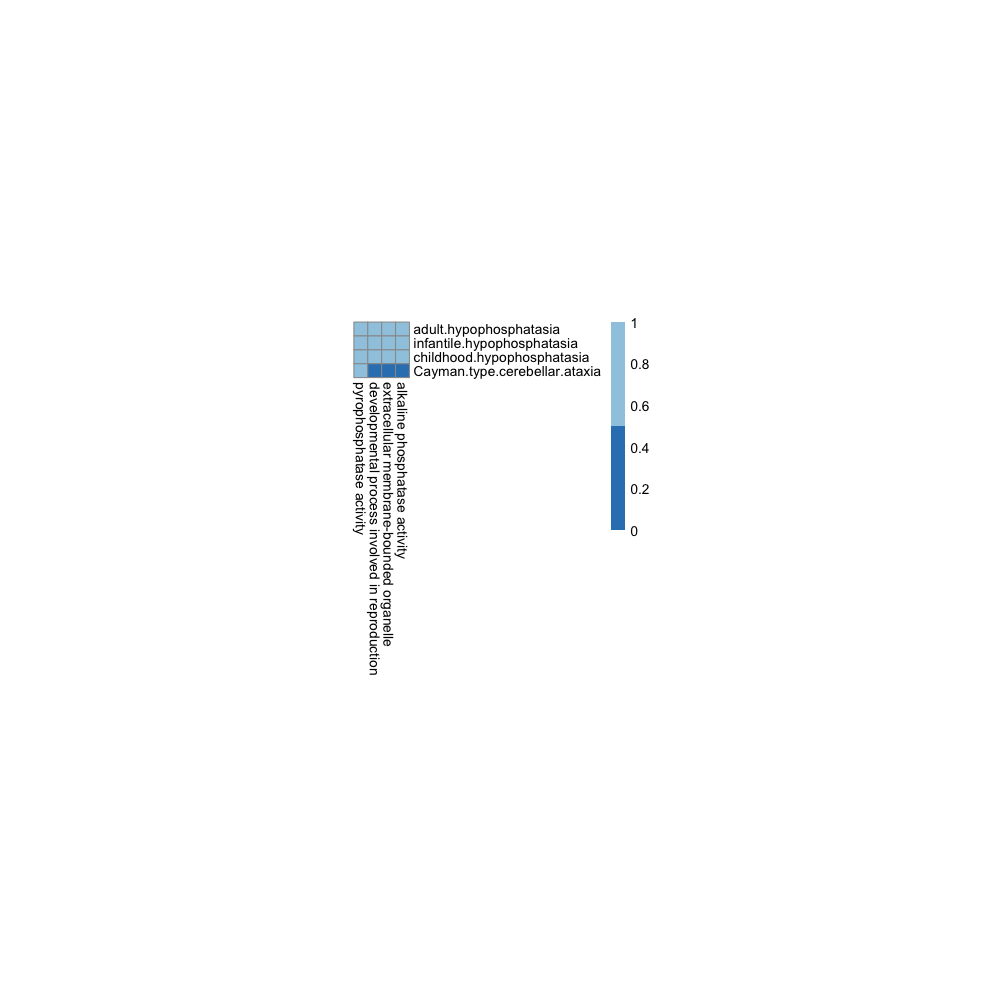 adult.hypophosphatasia
infantile.hypophosphatasia
childhood.hypophosphatasia
Cayman.type.cerebellar.ataxia
pyrophosphatase activity
developmental process involved in reproduction
extracellular membrane-bounded organelle
alkaline phosphatase activity
1
0.8
0.6
0.4
0.2
0